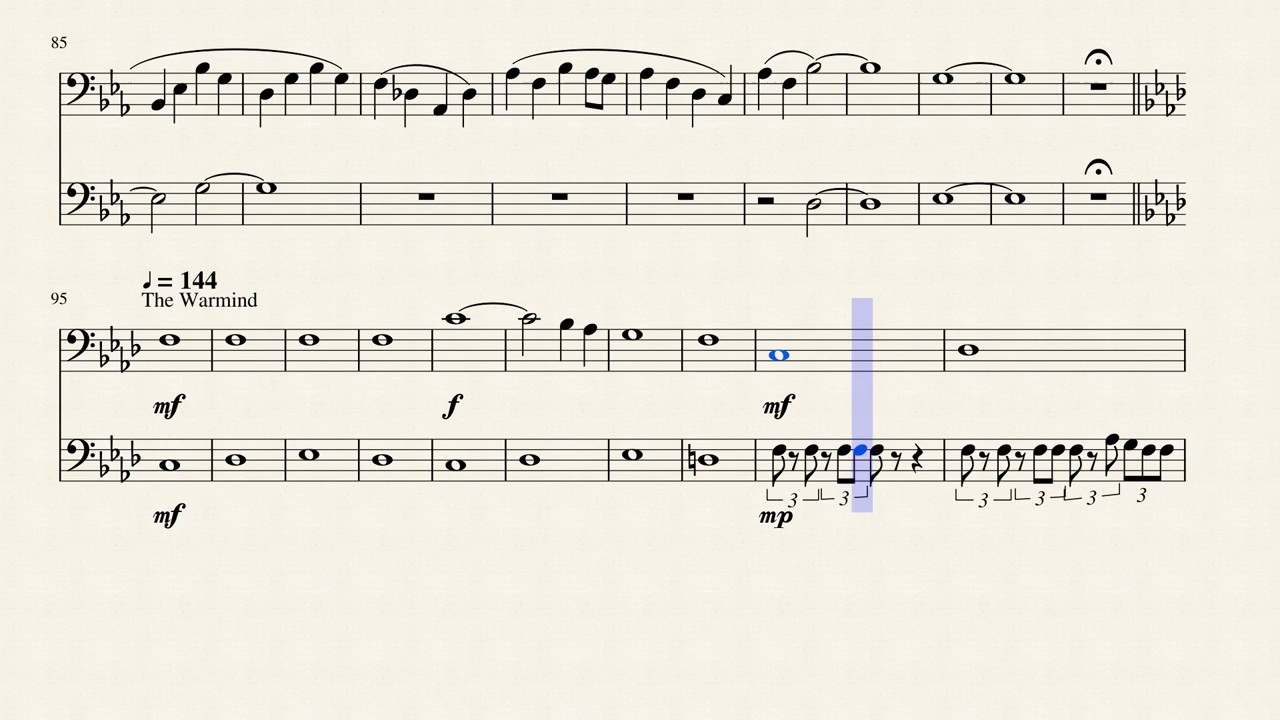 85
♩ = 144
The Warmind
95
mf
f
mf
mf
3 3 3 3 3 3
mp